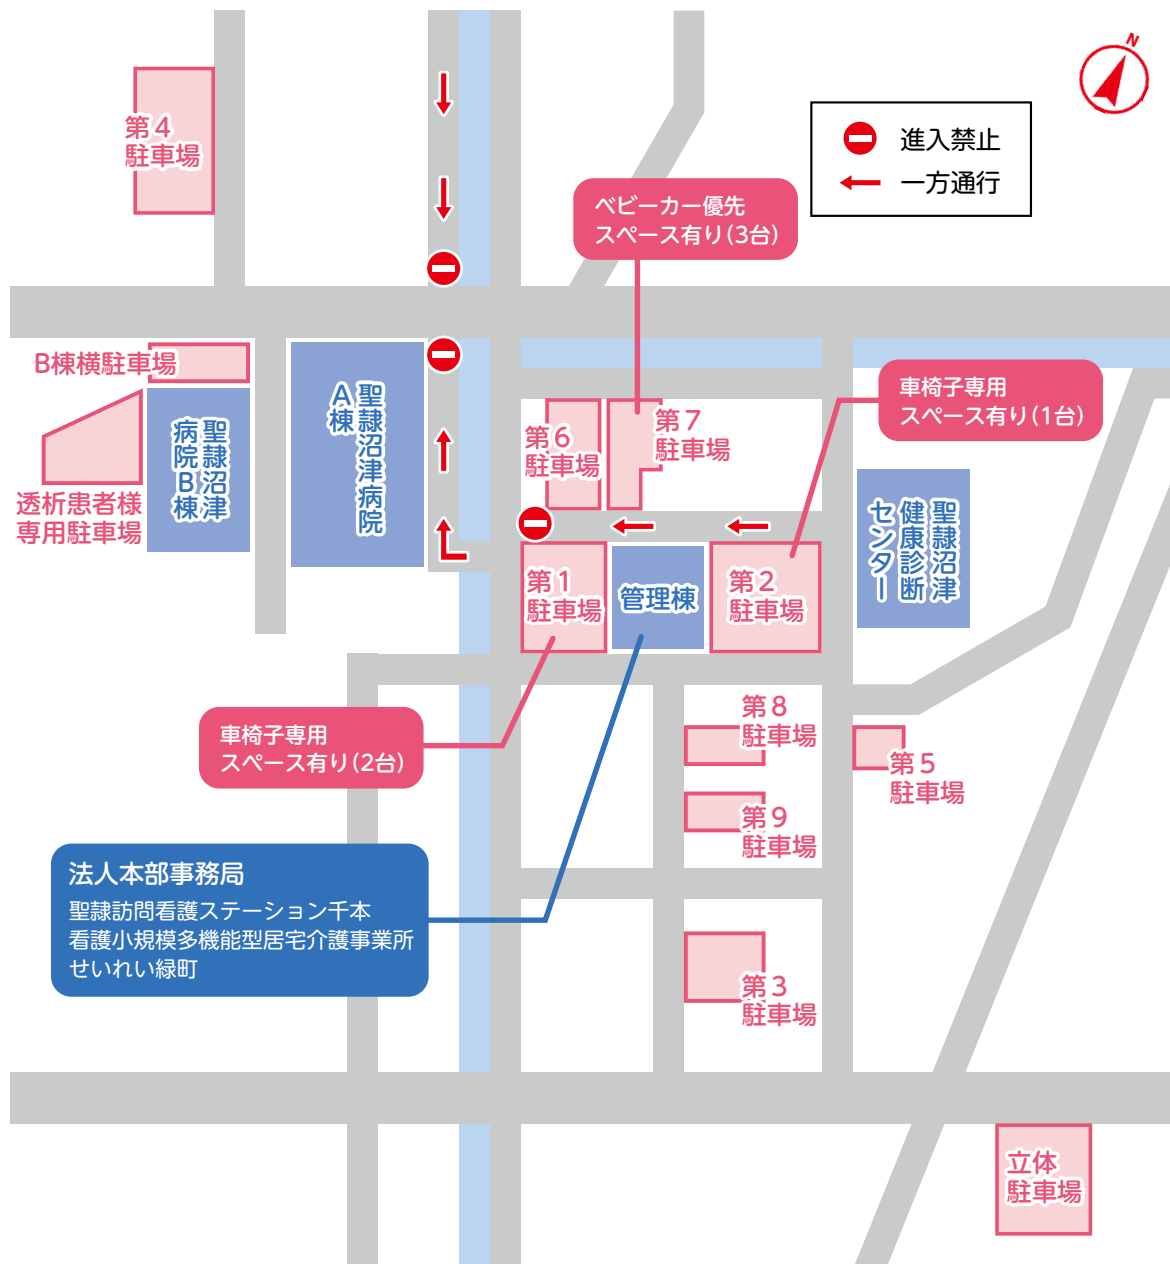 N
進入禁止
一方通行
第4
駐車場
ベビーカー優先
スペース有り(3台)
B棟横駐車場
聖隷沼津
病院B棟
透析患者様
専用駐車場
聖隷沼津病院
A棟
第6
駐車場
第7
駐車場
車椅子専用
スペース有り(1台)
聖隷沼津
健康診断
センター
第1
駐車場
管理棟
第2
駐車場
車椅子専用
スペース有り(2台)
第8
駐車場
第5
駐車場
第9
駐車場
法人本部事務局
聖隷訪問看護ステーション千本
看護小規模多機能型居宅介護事業所
せいれい緑町
第3
駐車場
立体
駐車場